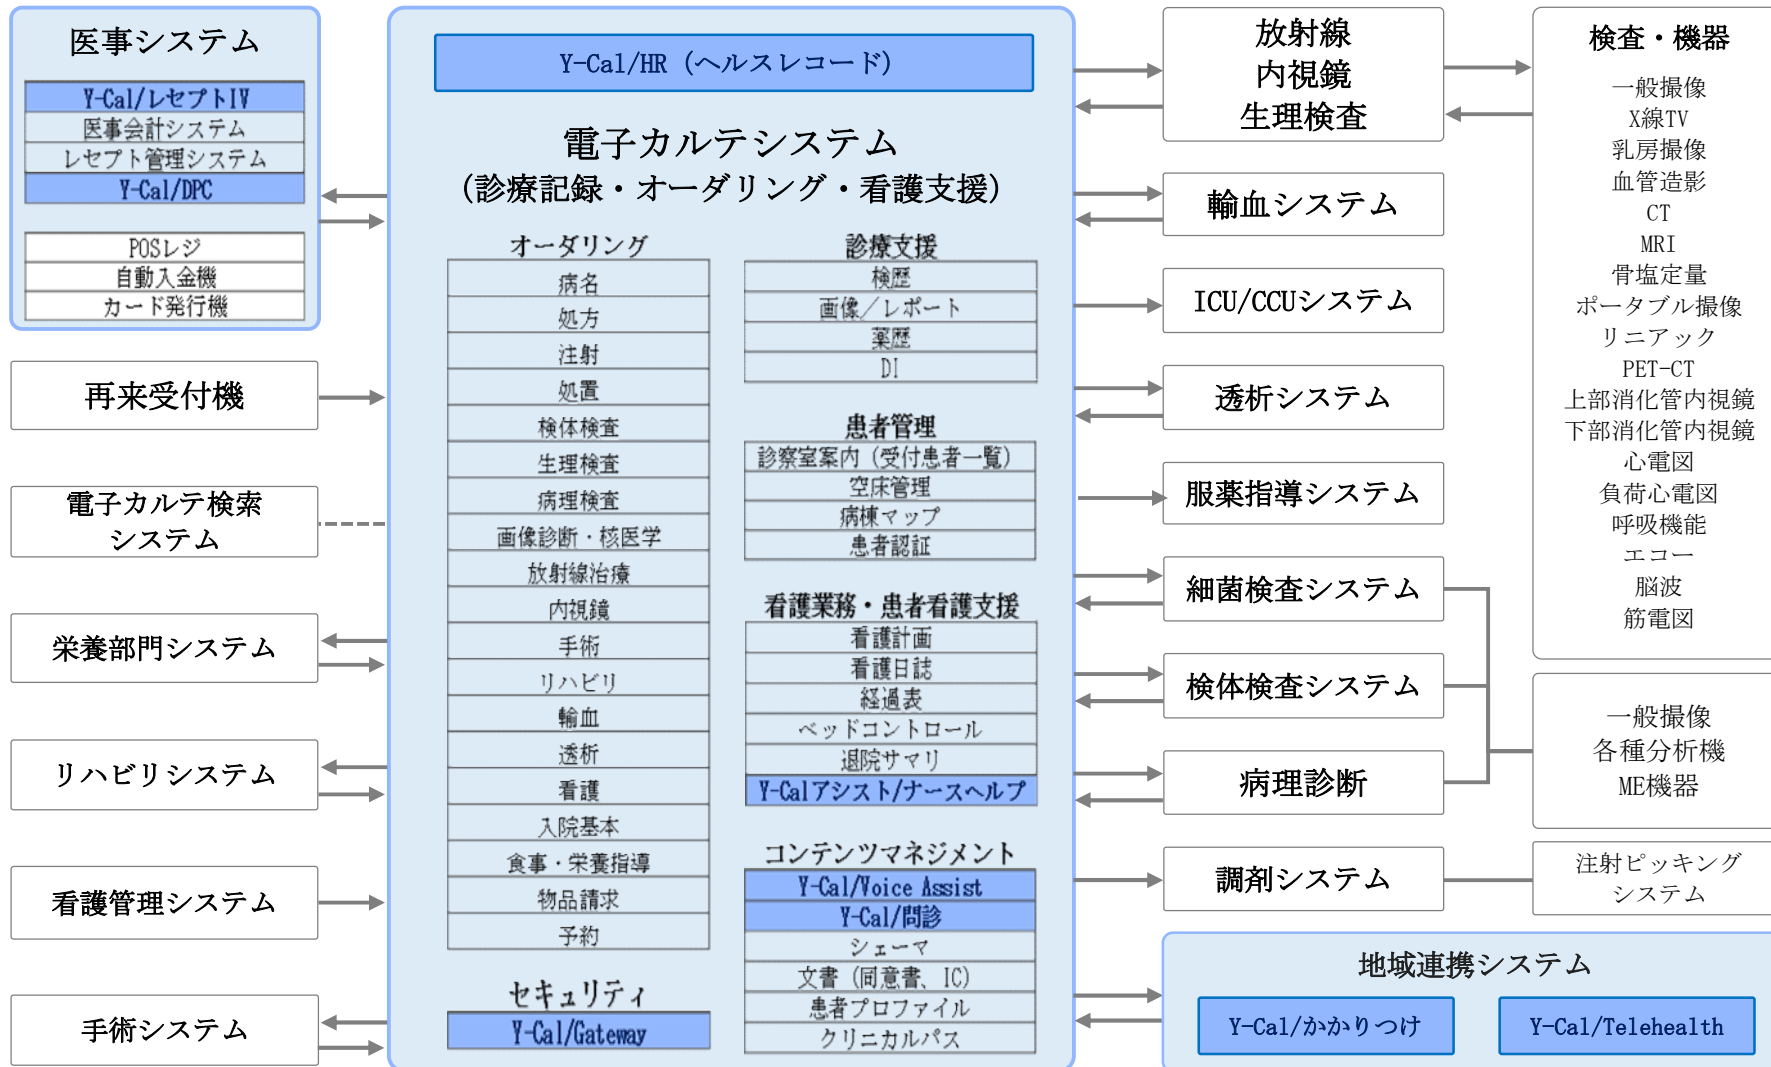 医事システム
Y-Cal/レセプトIV
医事会計システム
レセプト管理システム
Y-Cal/DPC
POSレジ
自動入金機
カード発行機
再来受付機
電子カルテ検索
システム
栄養部門システム
リハビリシステム
看護管理システム
手術システム
Y-Cal/HR（ヘルスレコード）
電子カルテシステム
（診療記録・オーダリング・看護支援）
オーダリング
病名
処方
注射
処置
検体検査
生理検査
病理検査
画像診断・核医学
放射線治療
内視鏡
手術
リハビリ
輸血
透析
看護
入院基本
食事・栄養指導
物品請求
予約
セキュリティ
Y-Cal/Gateway
診療支援
検歴
画像／レポート
薬歴
DI
患者管理
診察室案内（受付患者一覧）
空床管理
病棟マップ
患者認証
看護業務・患者看護支援
看護計画
看護日誌
経過表
ベッドコントロール
退院サマリ
Y-Calアシスト/ナースヘルプ
コンテンツマネジメント
Y-Cal/Voice Assist
Y-Cal/問診
シェーマ
文書（同意書、IC）
患者プロファイル
クリニカルパス
放射線
内視鏡
生理検査
輸血システム
ICU/CCUシステム
透析システム
服薬指導システム
細菌検査システム
検体検査システム
病理診断
調剤システム
検査・機器
一般撮像
X線TV
乳房撮像
血管造影
CT
MRI
骨塩定量
ポータブル撮像
リニアック
PET-CT
上部消化管内視鏡
下部消化管内視鏡
心電図
負荷心電図
呼吸機能
エコー
脳波
筋電図
一般撮像
各種分析機
ME機器
注射ピッキング
システム
地域連携システム
Y-Cal/かかりつけ
Y-Cal/Telehealth